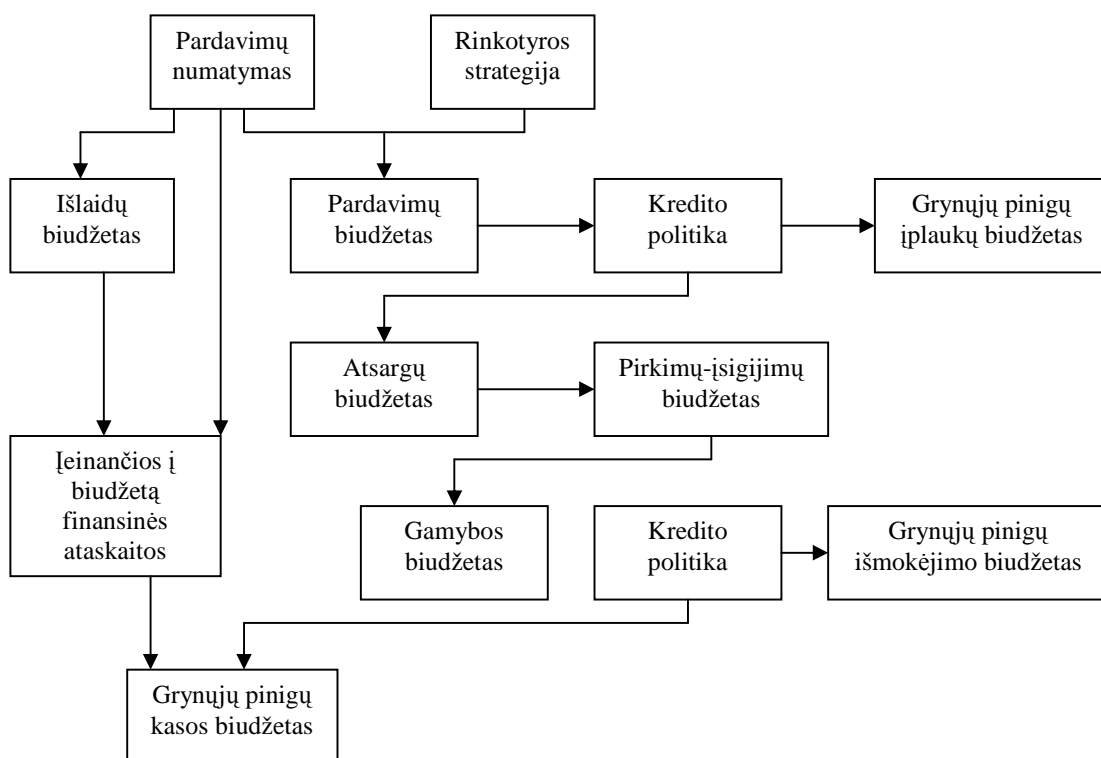 Pardavimų
numatymas
Rinkotyros
strategija
Išlaidų
biudžetas
Pardavimų
biudžetas
Kredito
politika
Grynųjų pinigų
įplaukų biudžetas
Atsargų
biudžetas
Pirkimų-įsigijimų
biudžetas
Įeinančios į
biudžetą
finansinės
ataskaitos
Gamybos
biudžetas
Kredito
politika
Grynųjų pinigų
išmokėjimo biudžetas
Grynųjų pinigų
kasos biudžetas